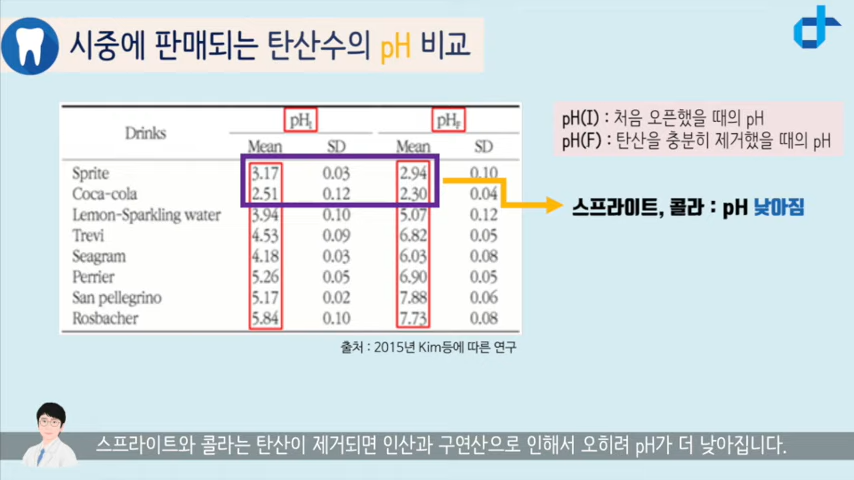 시중에 판매되는 탄산수의 pH 비교
pH(I) : 처음 오픈했을 때의 pH
pH(F) : 탄산을 충분히 제거했을 때의 pH
Drinks pHI pHF
Mean SD Mean SD
Sprite 3.17 0.03 2.94 0.10
Coca-cola 2.51 0.12 2.30 0.04
Lemon-Sparkling water 3.94 0.10 5.07 0.12
Trevi 4.53 0.09 6.82 0.05
Seagram 4.18 0.03 6.03 0.08
Perrier 5.26 0.05 6.90 0.05
San pellegrino 5.17 0.02 7.88 0.06
Rosbacher 5.84 0.10 7.73 0.08
스프라이트, 콜라 : pH 낮아짐
출처 : 2015년 Kim등에 따른 연구
스프라이트와 콜라는 탄산이 제거되면 인산과 구연산으로 인해서 오히려 pH가 더 낮아집니다.